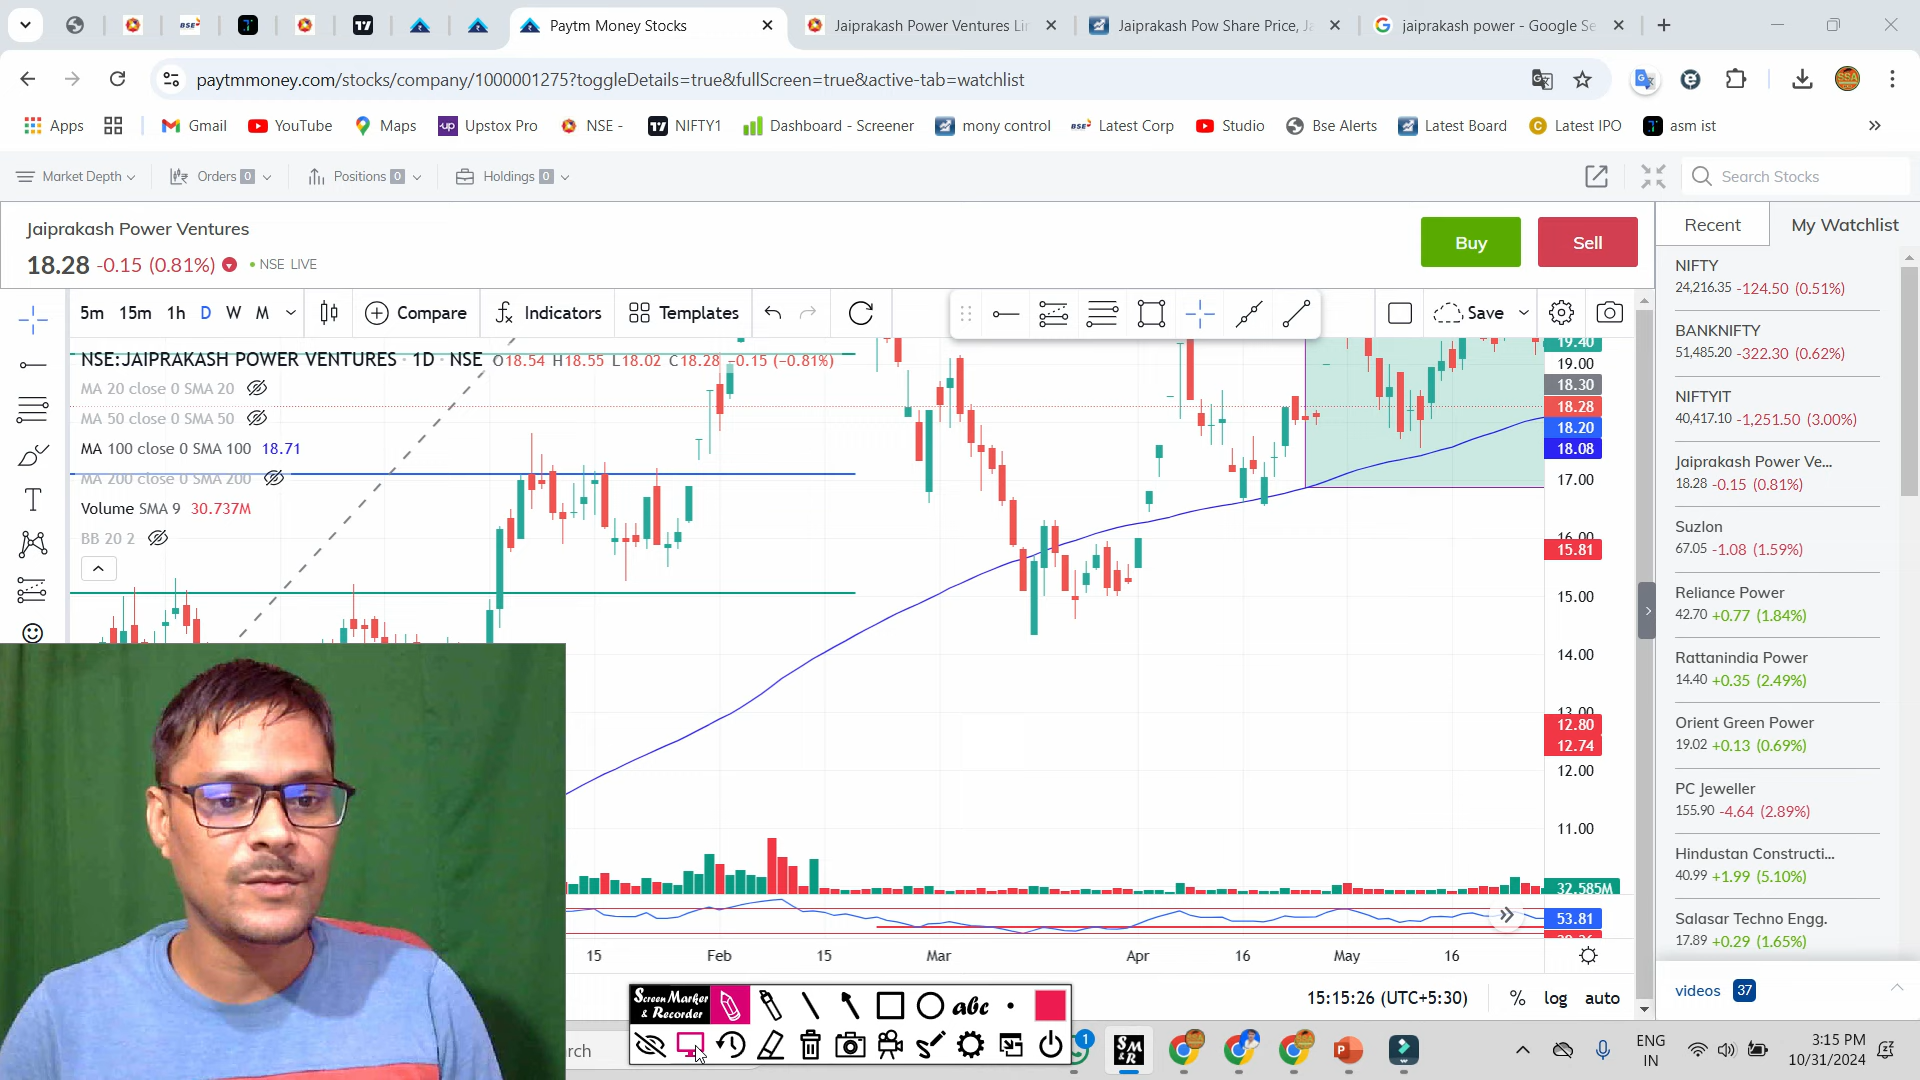 Paytm Money Stocks
Jaiprakash Power Ventures Lir
Jaiprakash Pow Share Price, Ja
jaiprakash power - Google Se
paytmmoney.com/stocks/company/1000001275?toggleDetails=true&fullScreen=true&active-tab=watchlist
Apps
Gmail
YouTube
Maps
Upstox Pro
NSE -
NIFTY1
Dashboard - Screener
mony control
Latest Corp
Studio
Bse Alerts
Latest Board
Latest IPO
asm ist
Market Depth
Orders 0
Positions 0
Holdings 0
Search Stocks
Jaiprakash Power Ventures
18.28 -0.15 (0.81%) • NSE LIVE
Buy
Sell
Recent
My Watchlist
5m 15m 1h D W M
Compare
Indicators
Templates
Save
NSE:JAIPRAKASH POWER VENTURES · 1D · NSE O18.54 H18.55 L18.02 C18.28 -0.15 (-0.81%)
MA 20 close 0 SMA 20
MA 50 close 0 SMA 50
MA 100 close 0 SMA 100 18.71
MA 200 close 0 SMA 200
Volume SMA 9 30.737M
BB 20 2
19.40
19.00
18.30
18.28
18.20
18.08
17.00
16.00
15.81
15.00
14.00
13.00
12.80
12.74
12.00
11.00
32.585M
53.81
15 Feb 15 Mar Apr 16 May 16
15:15:26 (UTC+5:30) % log auto
NIFTY
24,216.35 -124.50 (0.51%)
BANKNIFTY
51,485.20 -322.30 (0.62%)
NIFTYIT
40,417.10 -1,251.50 (3.00%)
Jaiprakash Power Ve...
18.28 -0.15 (0.81%)
Suzlon
67.05 -1.08 (1.59%)
Reliance Power
42.70 +0.77 (1.84%)
Rattanindia Power
14.40 +0.35 (2.49%)
Orient Green Power
19.02 +0.13 (0.69%)
PC Jeweller
155.90 -4.64 (2.89%)
Hindustan Constructi...
40.99 +1.99 (5.10%)
Salasar Techno Engg.
17.89 +0.29 (1.65%)
videos 37
Screen Marker
& Recorder
abc
rch
1
SM
&R
ENG
IN
3:15 PM
10/31/2024